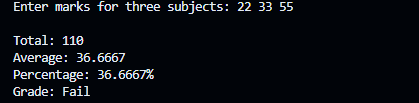 Enter marks for three subjects: 22 33 55
Total: 110
Average: 36.6667
Percentage: 36.6667%
Grade: Fail